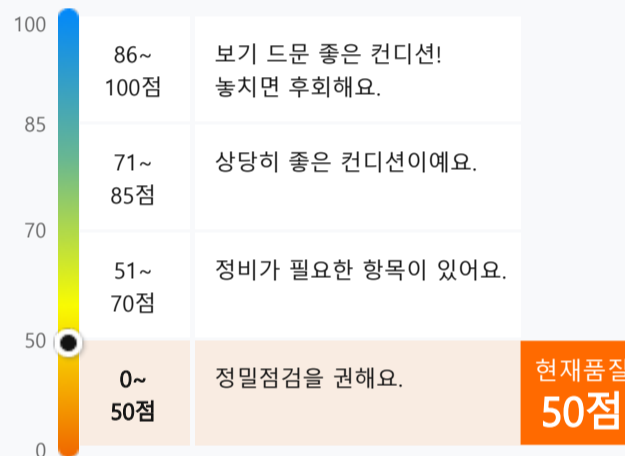 100
86~
100점
보기 드문 좋은 컨디션!
놓치면 후회해요.
85
71~
85점
상당히 좋은 컨디션이예요.
70
51~
70점
정비가 필요한 항목이 있어요.
50
0~
50점
정밀점검을 권해요.
현재품질
50점
0